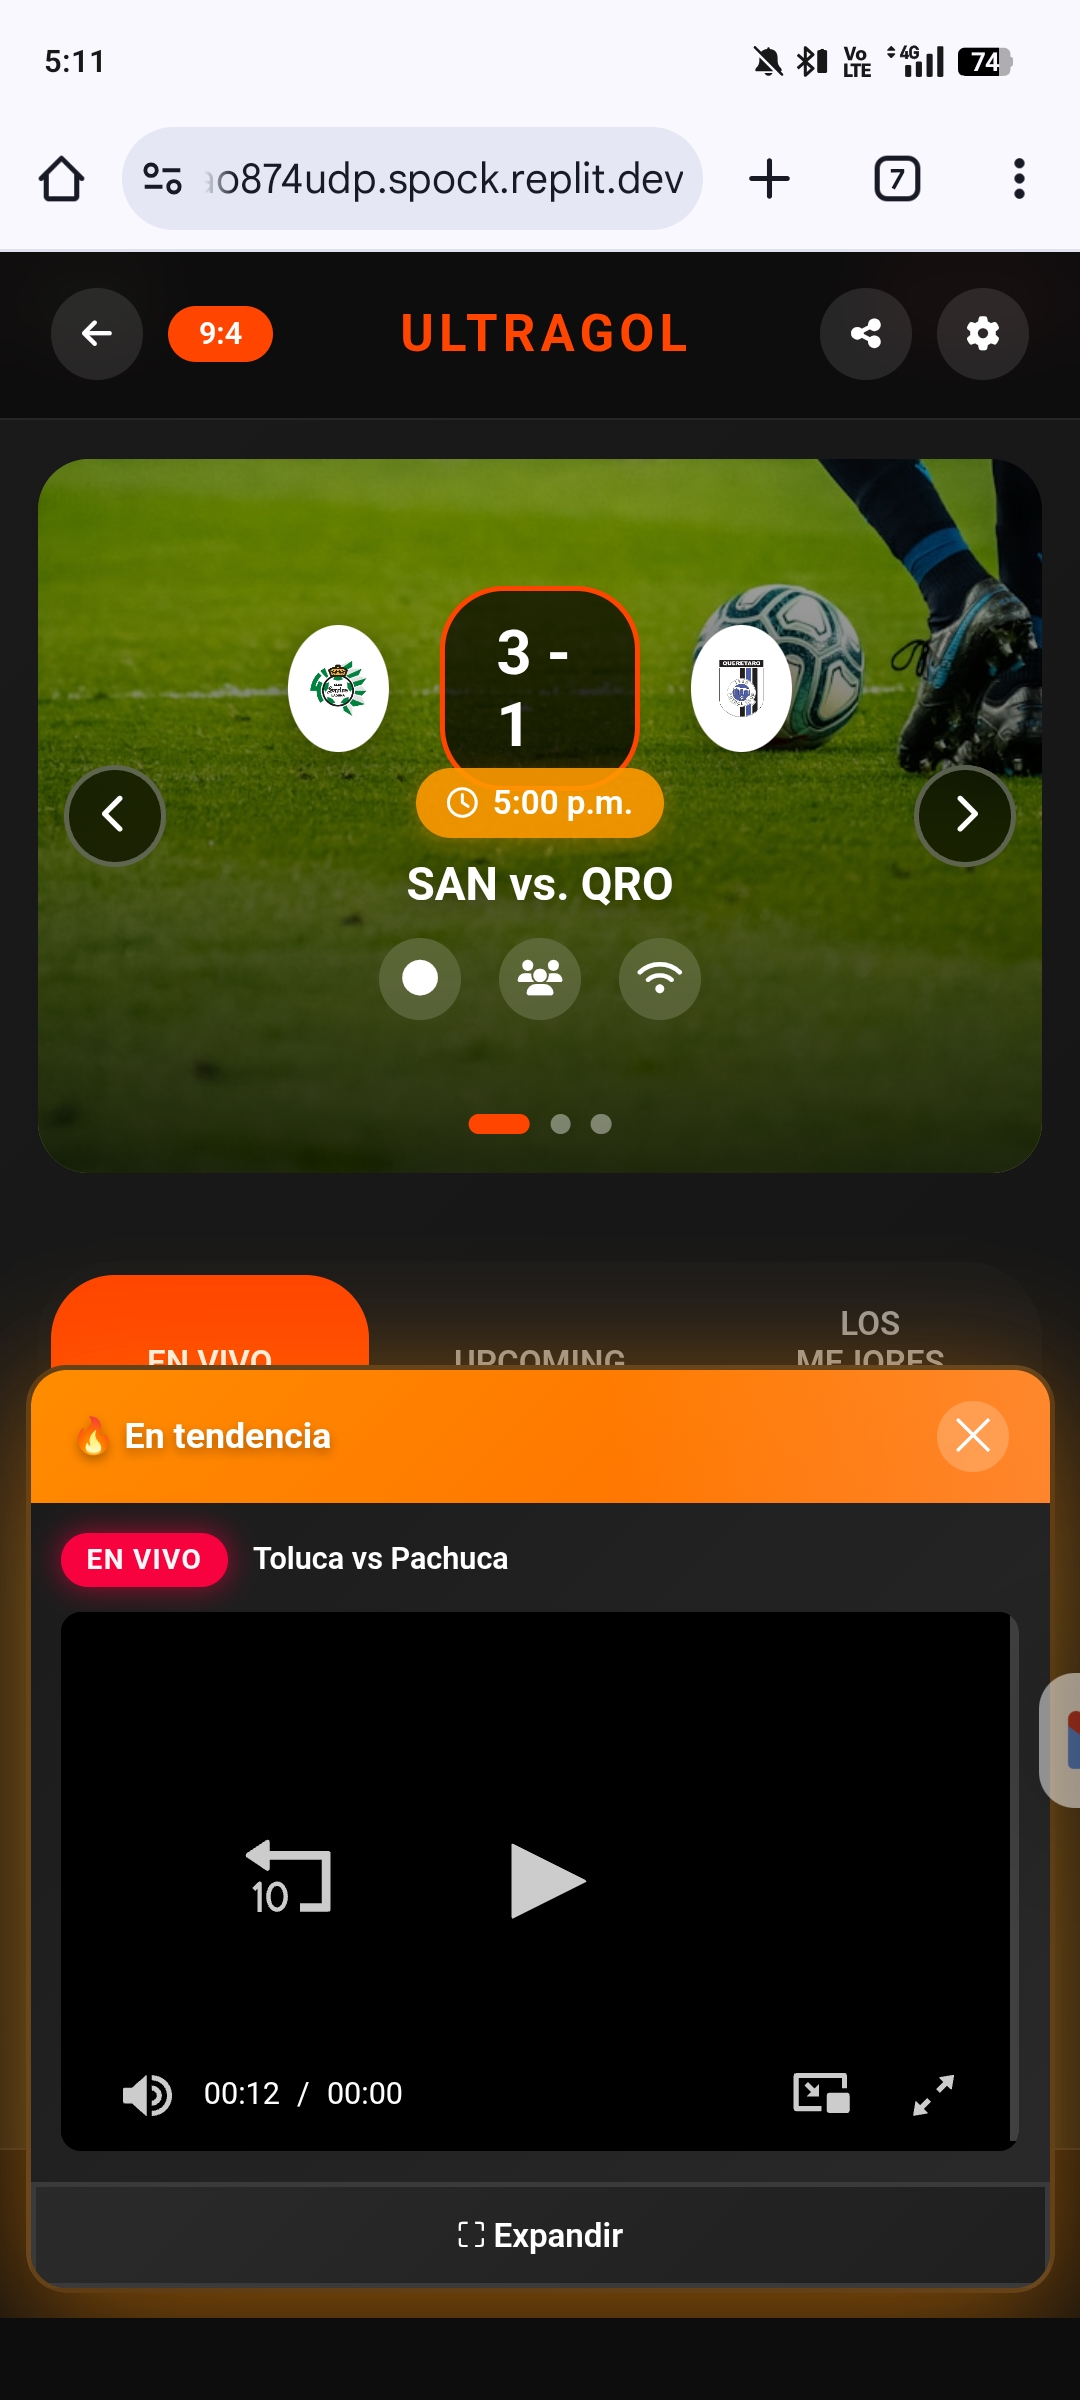 5:11
Vo
LTE
4G
74
o874udp.spock.replit.dev
7
9:4
ULTRAGOL
3 -
1
QUERETARO
5:00 p.m.
SAN vs. QRO
EN VIVO
UPCOMING
LOS
MEJORES
🔥 En tendencia
EN VIVO
Toluca vs Pachuca
10
00:12 / 00:00
Expandir